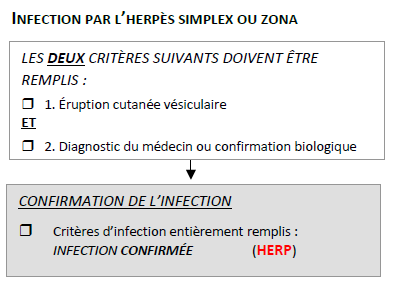 INFECTION PAR L'HERPÈS SIMPLEX OU ZONA
LES DEUX CRITÈRES SUIVANTS DOIVENT ÊTRE
REMPLIS :
❒ 1. Éruption cutanée vésiculaire
ET
❒ 2. Diagnostic du médecin ou confirmation biologique
CONFIRMATION DE L'INFECTION
❒ Critères d'infection entièrement remplis :
INFECTION CONFIRMÉE (HERP)